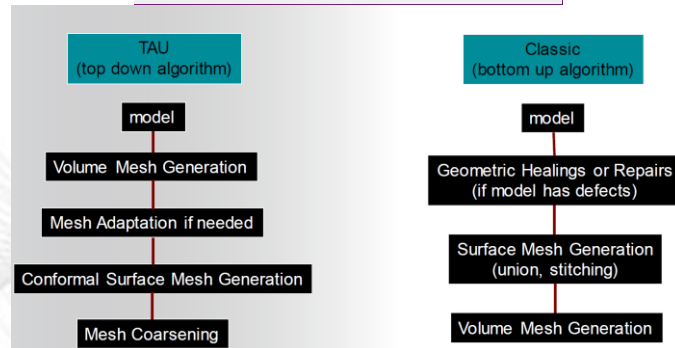 TAU
(top down algorithm)
model
Volume Mesh Generation
Mesh Adaptation if needed
Conformal Surface Mesh Generation
Mesh Coarsening
Classic
(bottom up algorithm)
model
Geometric Healings or Repairs
(if model has defects)
Surface Mesh Generation
(union, stitching)
Volume Mesh Generation